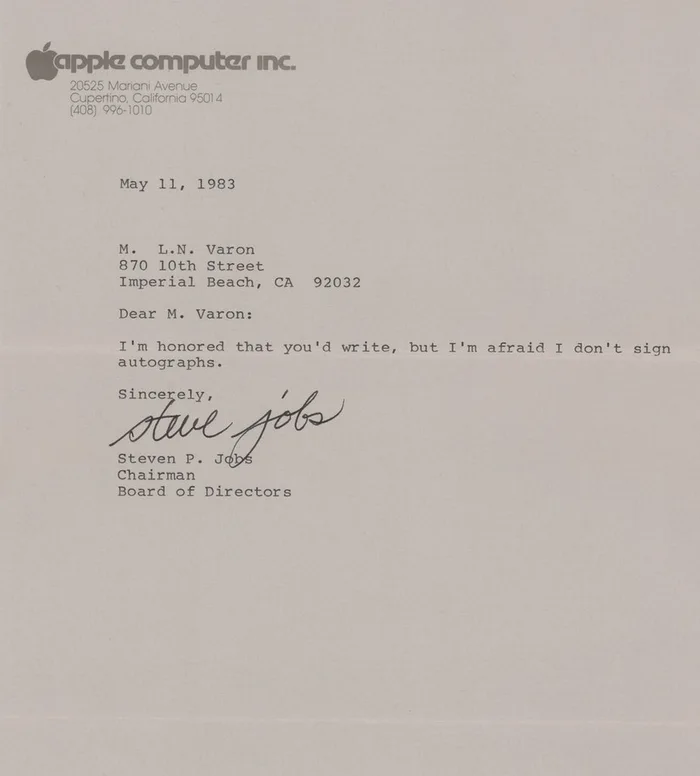 apple computer inc.
20525 Mariani Avenue
Cupertino, California 95014
(408) 996-1010
May 11, 1983
M.  L.N. Varon
870 10th Street
Imperial Beach, CA  92032
Dear M. Varon:
I'm honored that you'd write, but I'm afraid I don't sign
autographs.
Sincerely,
steve jobs
Steven P. Jobs
Chairman
Board of Directors